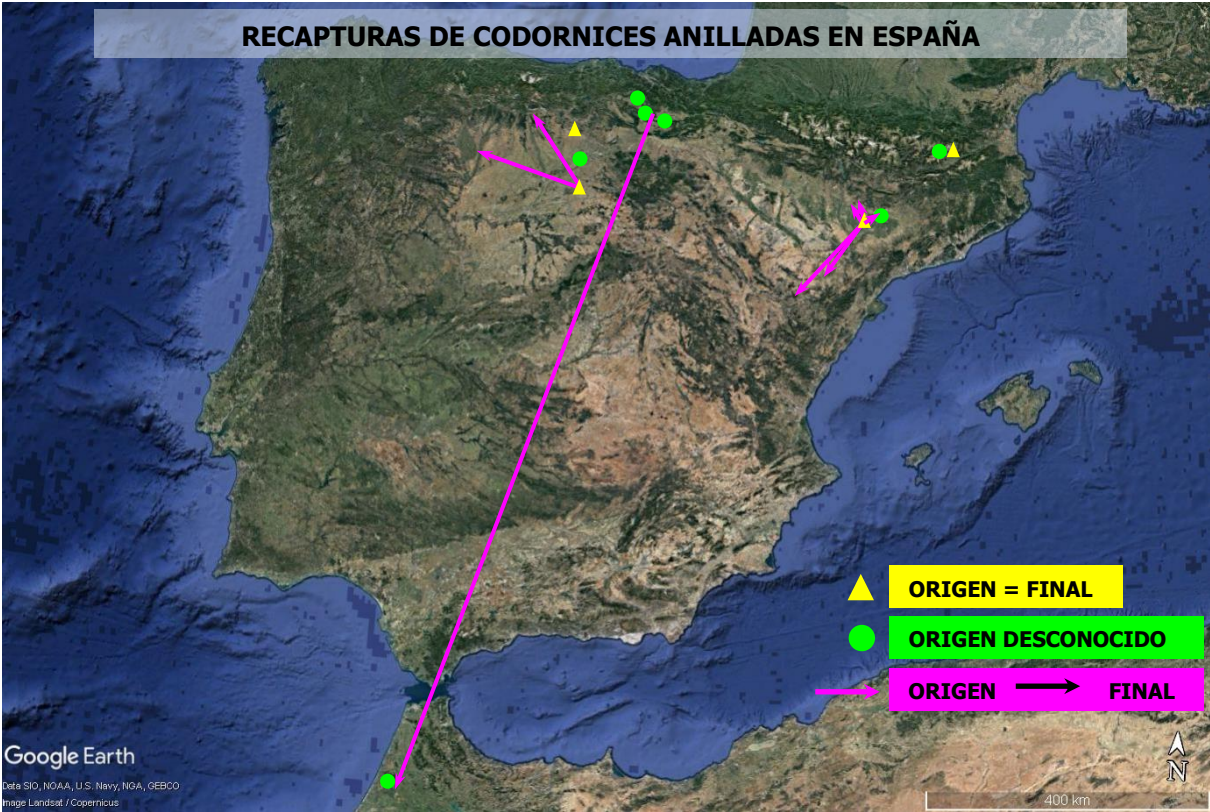 RECAPTURAS DE CODORNICES ANILLADAS EN ESPAÑA
ORIGEN = FINAL
ORIGEN DESCONOCIDO
ORIGEN FINAL
Google Earth
Data SIO, NOAA, U.S. Navy, NGA, GEBCO
Image Landsat / Copernicus
N
400 km